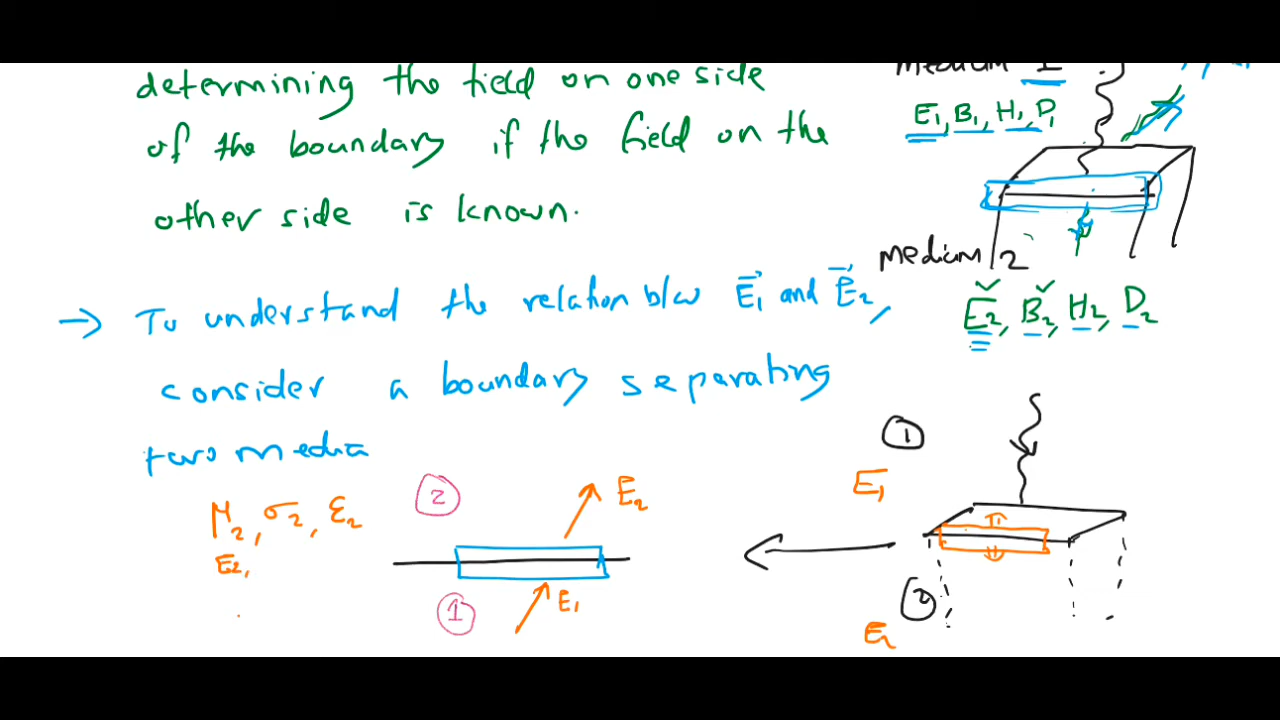 determining the field on one side
of the boundary if the field on the
other side is known.
medium 1
E₁, B₁, H₁, D₁
medium 2
E₂, B₂, H₂, D₂
→ To understand the relation b/w E⃗₁ and E⃗₂,
consider a boundary separating
two media
μ₂, σ₂, ε₂
E₂,
②
E₂
①
E₁
①
E₁
②
E₂